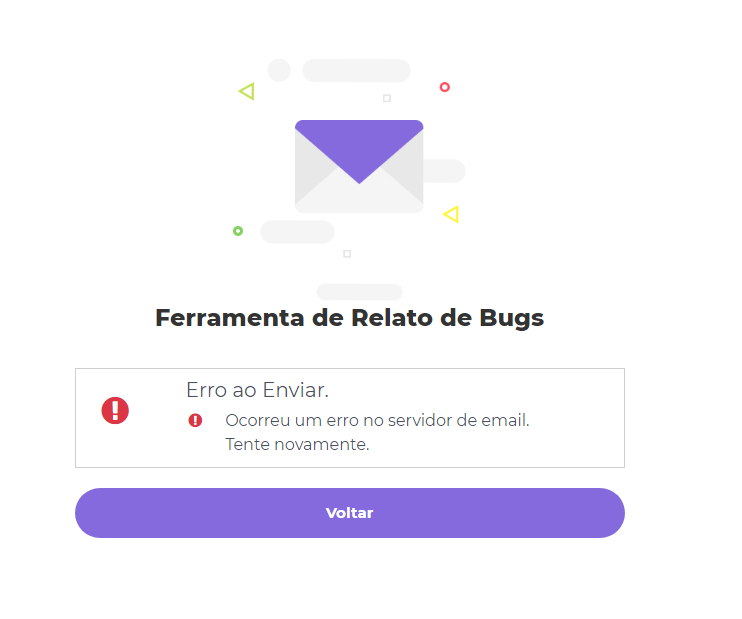 Ferramenta de Relato de Bugs
Erro ao Enviar.
Ocorreu um erro no servidor de email.
Tente novamente.
Voltar